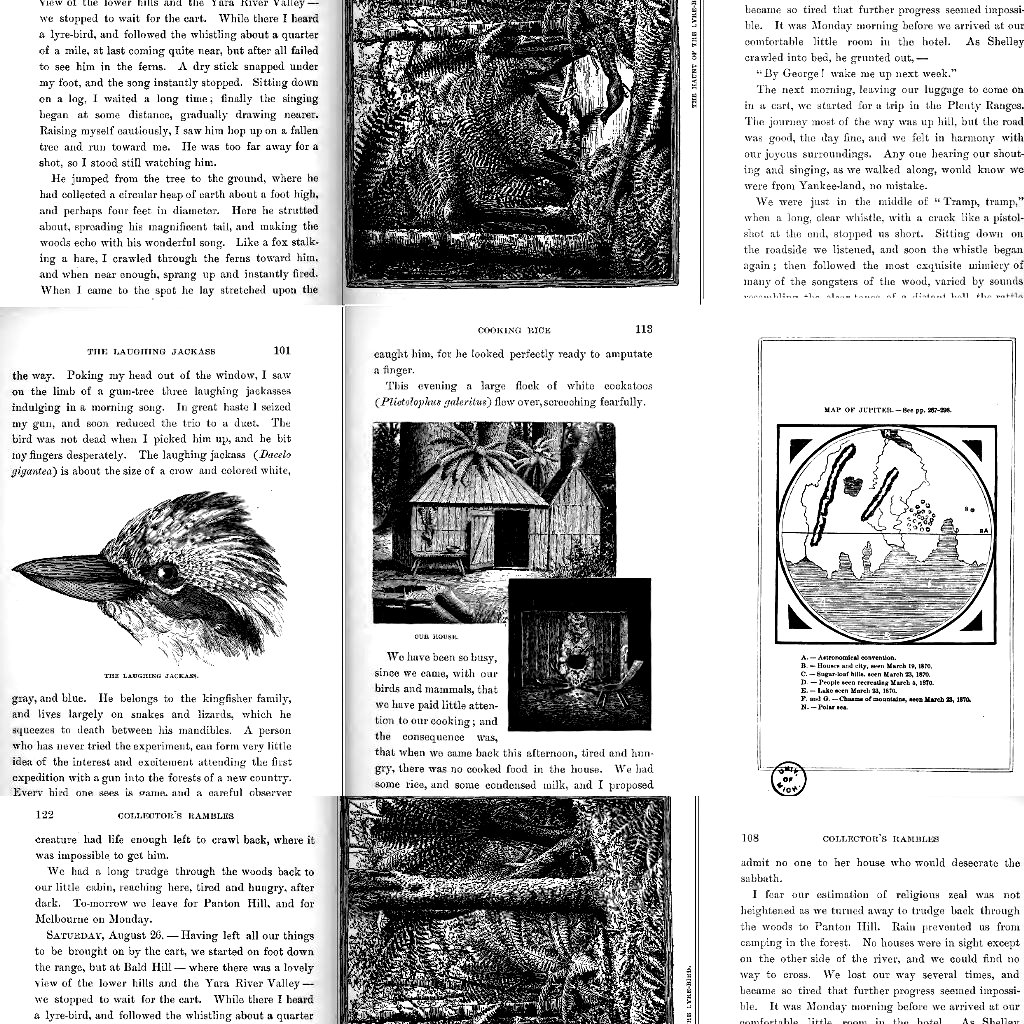 view of the lower hills and the Yara River Valley—
we stopped to wait for the cart. While there I heard
a lyre-bird, and followed the whistling about a quarter
of a mile, at last coming quite near, but after all failed
to see him in the ferns. A dry stick snapped under
my foot, and the song instantly stopped. Sitting down
on a log, I waited a long time; finally the singing
began at some distance, gradually drawing nearer.
Raising myself cautiously, I saw him hop up on a fallen
tree and run toward me. He was too far away for a
shot, so I stood still watching him.
He jumped from the tree to the ground, where he
had collected a circular heap of earth about a foot high,
and perhaps four feet in diameter. Here he strutted
about, spreading his magnificent tail, and making the
woods echo with his wonderful song. Like a fox stalk-
ing a hare, I crawled through the ferns toward him,
and when near enough, sprang up and instantly fired.
When I came to the spot he lay stretched upon the
THE HAUNT OF THE LYRE-B
became so tired that further progress seemed impossi-
ble. It was Monday morning before we arrived at our
comfortable little room in the hotel. As Shelley
crawled into bed, he grunted out,—
"By George! wake me up next week."
The next morning, leaving our luggage to come on
in a cart, we started for a trip in the Plenty Ranges.
The journey most of the way was up hill, but the road
was good, the day fine, and we felt in harmony with
our joyous surroundings. Any one hearing our shout-
ing and singing, as we walked along, would know we
were from Yankee-land, no mistake.
We were just in the middle of "Tramp, tramp,"
when a long, clear whistle, with a crack like a pistol-
shot at the end, stopped us short. Sitting down on
the roadside we listened, and soon the whistle began
again; then followed the most exquisite mimicry of
many of the songsters of the wood, varied by sounds
resembling the clear tones of a distant bell, the rattle
THE LAUGHING JACKASS 101
the way. Poking my head out of the window, I saw
on the limb of a gum-tree three laughing jackasses
indulging in a morning song. In great haste I seized
my gun, and soon reduced the trio to a duet. The
bird was not dead when I picked him up, and he bit
my fingers desperately. The laughing jackass (Dacelo
gigantea) is about the size of a crow and colored white,
THE LAUGHING JACKASS.
gray, and blue. He belongs to the kingfisher family,
and lives largely on snakes and lizards, which he
squeezes to death between his mandibles. A person
who has never tried the experiment, can form very little
idea of the interest and excitement attending the first
expedition with a gun into the forests of a new country.
Every bird one sees is game, and a careful observer
COOKING RICE 113
caught him, for he looked perfectly ready to amputate
a finger.
This evening a large flock of white cockatoos
(Plictolophus galeritus) flew over, screeching fearfully.
OUR HOUSE.
We have been so busy,
since we came, with our
birds and mammals, that
we have paid little atten-
tion to our cooking; and
the consequence was,
that when we came back this afternoon, tired and hun-
gry, there was no cooked food in the house. We had
some rice, and some condensed milk, and I proposed
MAP OF JUPITER.—See pp. 267-298.
A.—Astronomical convention.
B.—Houses and city, seen March 19, 1870.
C.—Sugar-loaf hills, seen March 23, 1870.
D.—People seen recreating March 5, 1870.
E.—Lake seen March 23, 1870.
F. and G.—Chasms of mountains, seen March 23, 1870.
N.—Polar sea.
UNIV. OF MICH.
122 COLLECTOR'S RAMBLES
creature had life enough left to crawl back, where it
was impossible to get him.
We had a long trudge through the woods back to
our little cabin, reaching here, tired and hungry, after
dark. To-morrow we leave for Panton Hill, and for
Melbourne on Monday.
SATURDAY, August 26.—Having left all our things
to be brought on by the cart, we started on foot down
the range, but at Bald Hill—where there was a lovely
view of the lower hills and the Yara River Valley—
we stopped to wait for the cart. While there I heard
a lyre-bird, and followed the whistling about a quarter
LYRE-BIRD.
108 COLLECTOR'S RAMBLES
admit no one to her house who would desecrate the
sabbath.
I fear our estimation of religious zeal was not
heightened as we turned away to trudge back through
the woods to Panton Hill. Rain prevented us from
camping in the forest. No houses were in sight except
on the other side of the river, and we could find no
way to cross. We lost our way several times, and
became so tired that further progress seemed impossi-
ble. It was Monday morning before we arrived at our
comfortable little room in the hotel. As Shelley